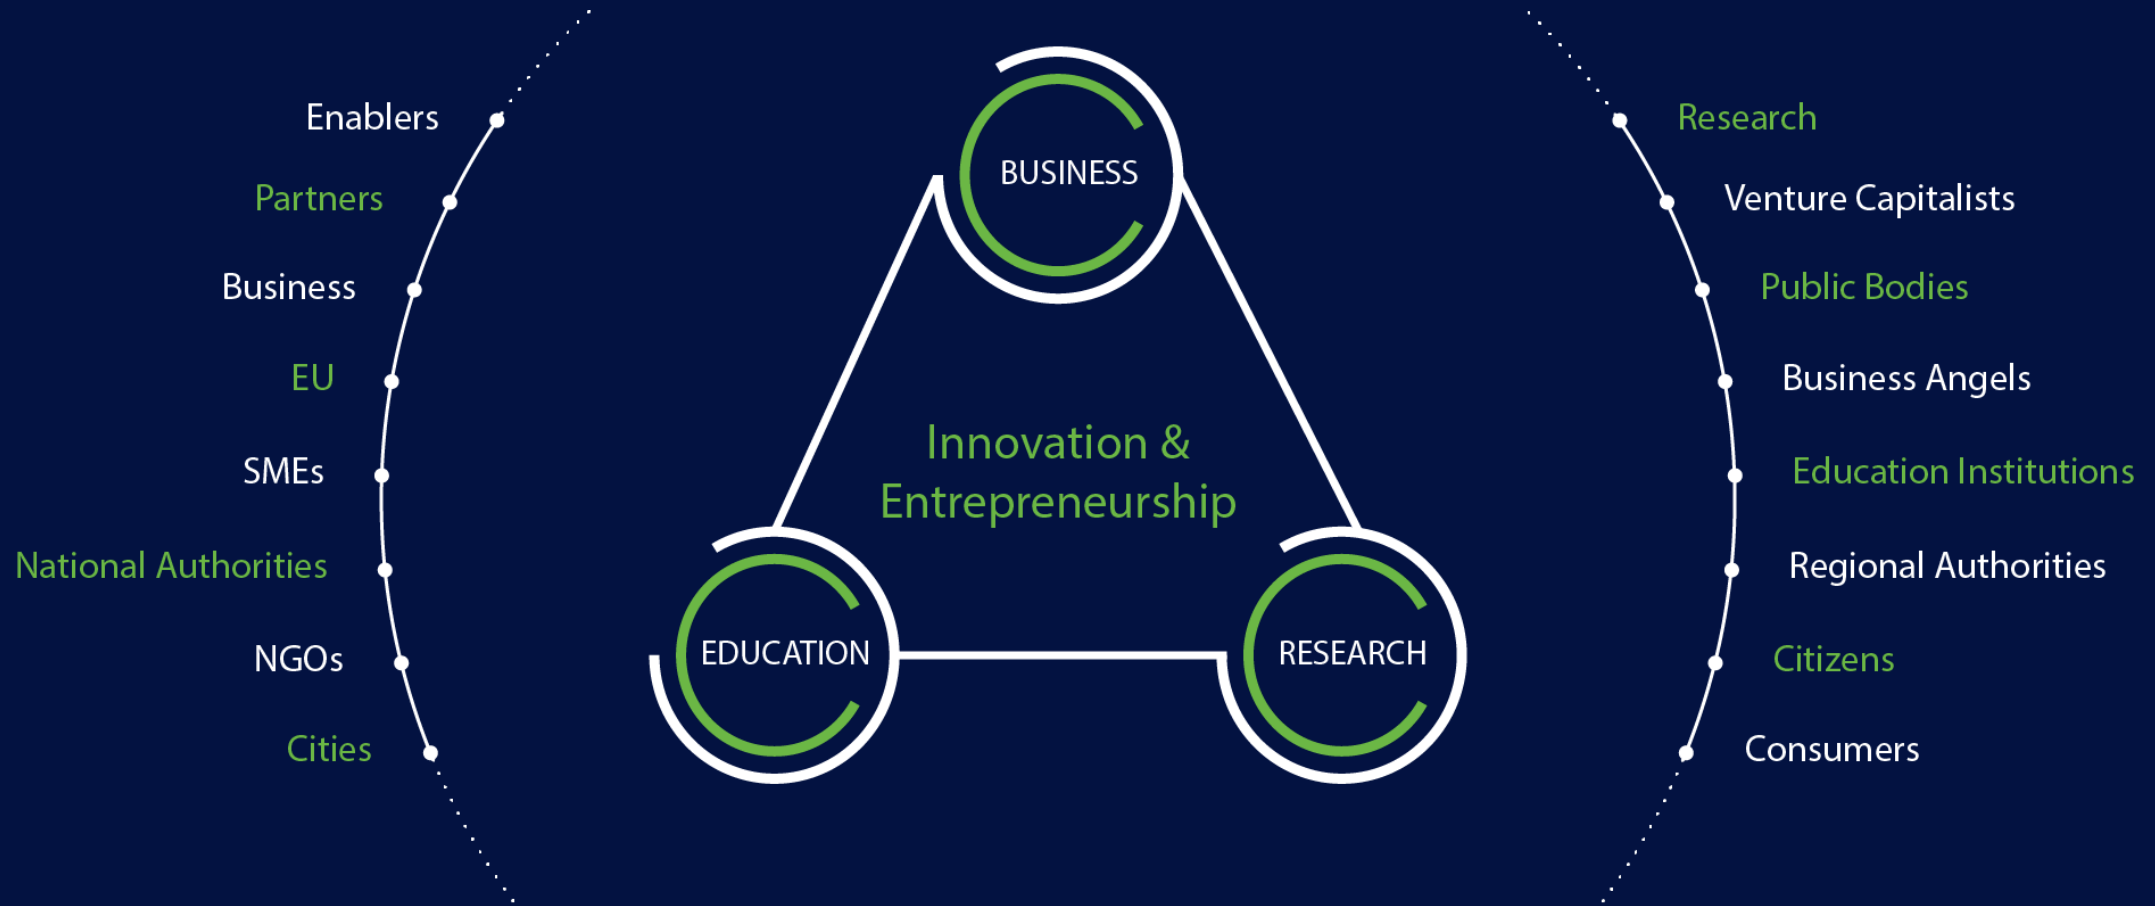 Enablers
Partners
Business
EU
SMEs
National Authorities
NGOs
Cities
BUSINESS
Innovation &
Entrepreneurship
EDUCATION
RESEARCH
Research
Venture Capitalists
Public Bodies
Business Angels
Education Institutions
Regional Authorities
Citizens
Consumers